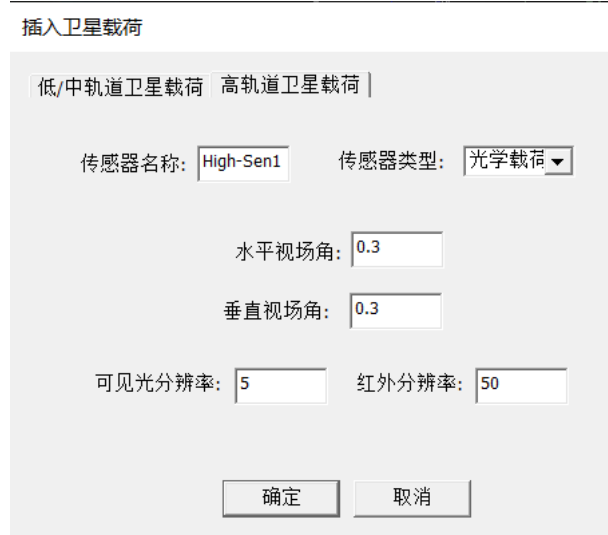 插入卫星载荷
低/中轨道卫星载荷 高轨道卫星载荷
传感器名称: High-Sen1 传感器类型: 光学载荷
水平视场角: 0.3
垂直视场角: 0.3
可见光分辨率: 5 红外分辨率: 50
确定 取消